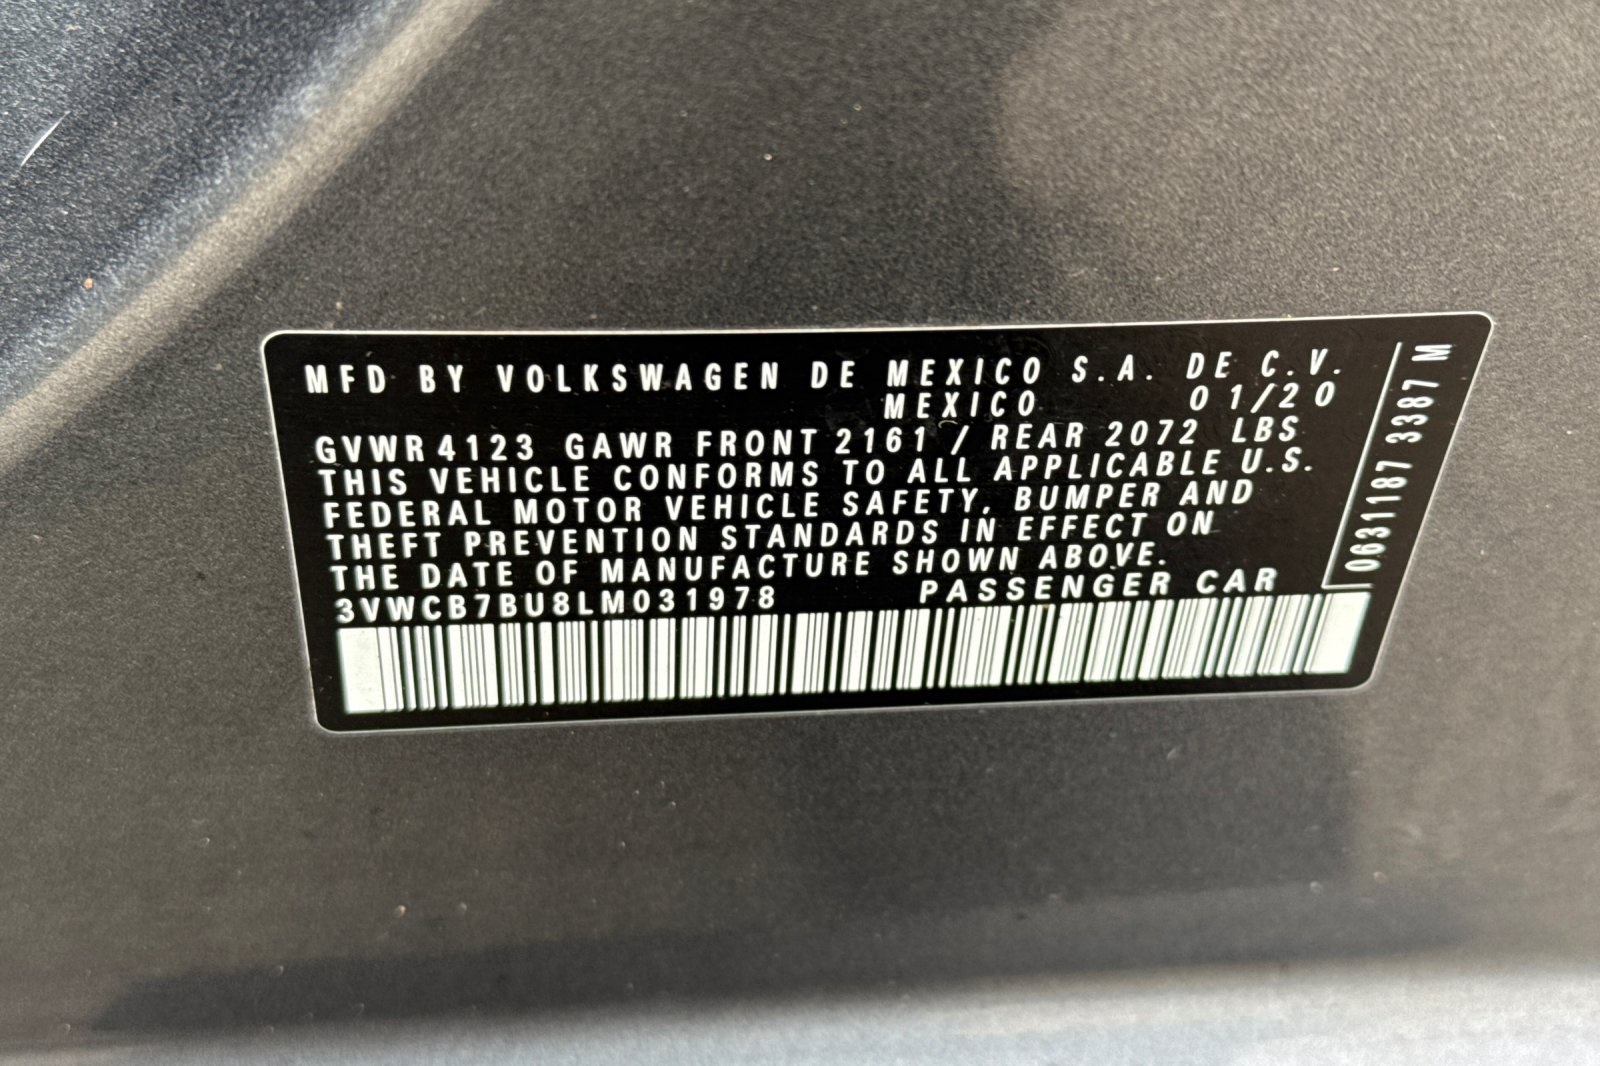 MFD BY VOLKSWAGEN DE MEXICO S.A. DE C.V.
MEXICO 01/20
GVWR 4123 GAWR FRONT 2161 / REAR 2072 LBS
THIS VEHICLE CONFORMS TO ALL APPLICABLE U.S.
FEDERAL MOTOR VEHICLE SAFETY, BUMPER AND
THEFT PREVENTION STANDARDS IN EFFECT ON
THE DATE OF MANUFACTURE SHOWN ABOVE.
3VWCB7BU8LM031978 PASSENGER CAR
0631187 3387 M